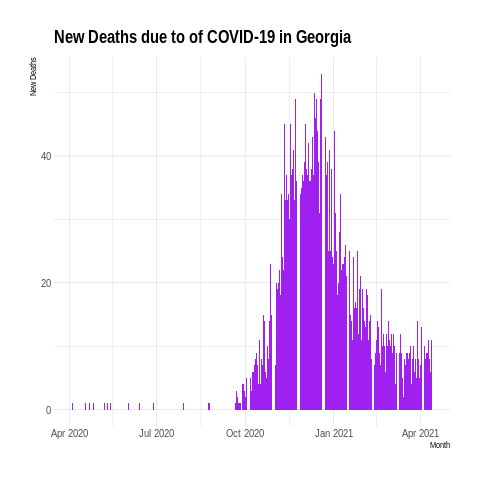 New Deaths due to of COVID-19 in Georgia
New Deaths
40
20
0
Apr 2020 Jul 2020 Oct 2020 Jan 2021 Apr 2021
Month